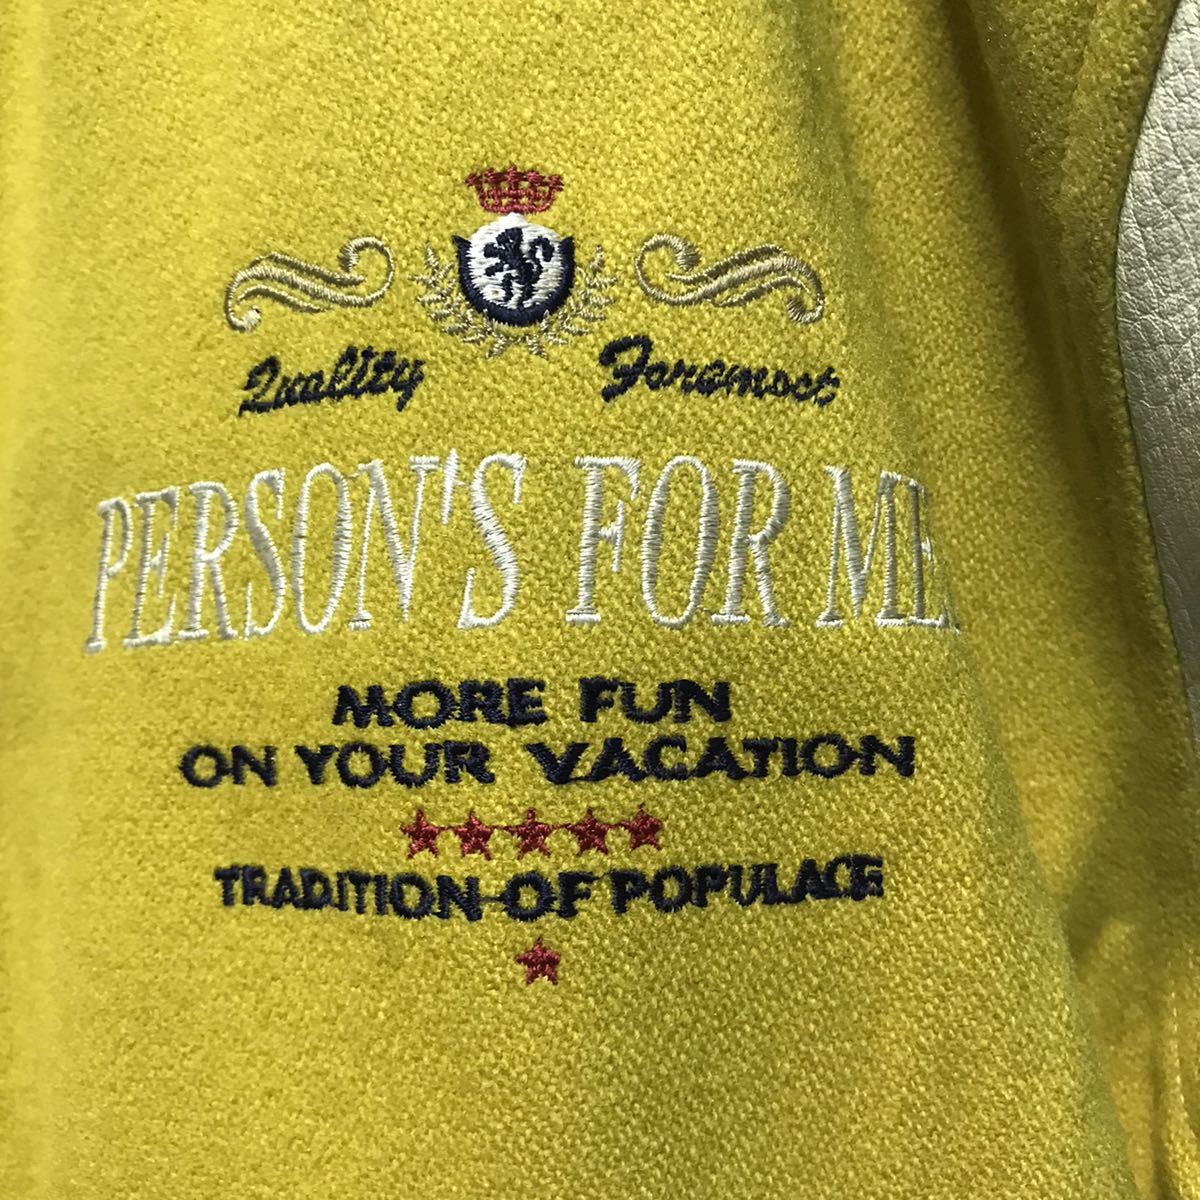 Quality Foremost
PERSON'S FOR ME
MORE FUN
ON YOUR VACATION
TRADITION-OF POPULACE